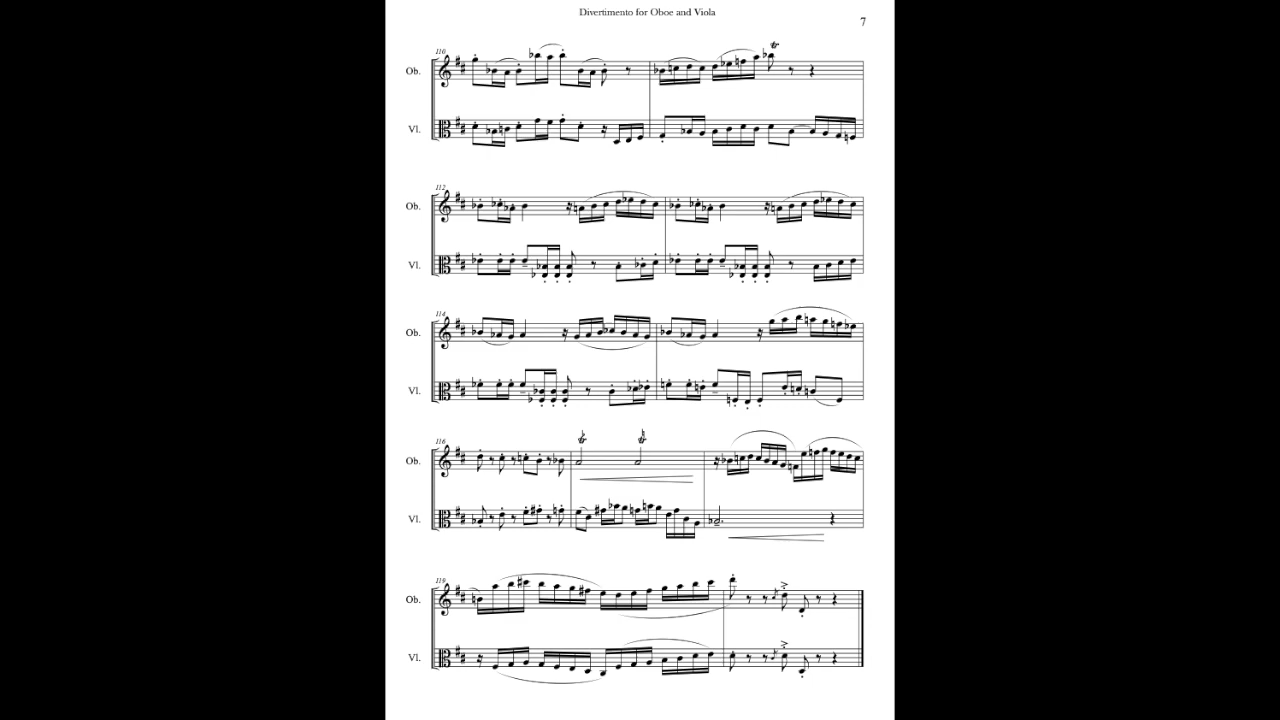 Divertimento for Oboe and Viola
7
110
Ob.
Vl.
112
Ob.
Vl.
114
Ob.
Vl.
116
Ob.
Vl.
119
Ob.
Vl.